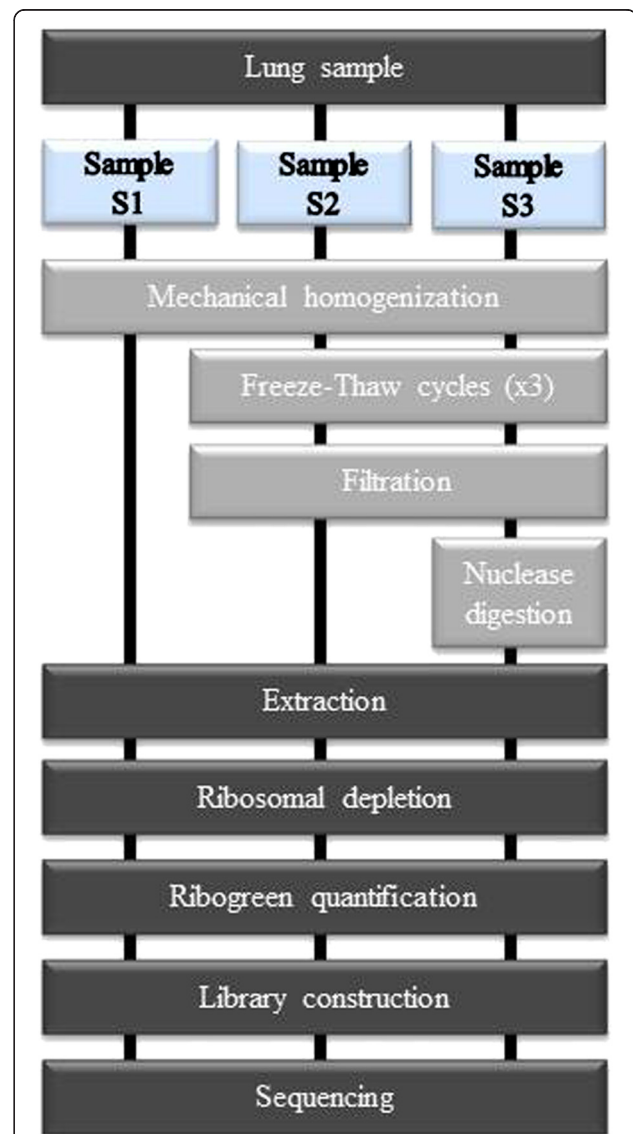 Lung sample
Sample
S1
Sample
S2
Sample
S3
Mechanical homogenization
Freeze-Thaw cycles (x3)
Filtration
Nuclease
digestion
Extraction
Ribosomal depletion
Ribogreen quantification
Library construction
Sequencing